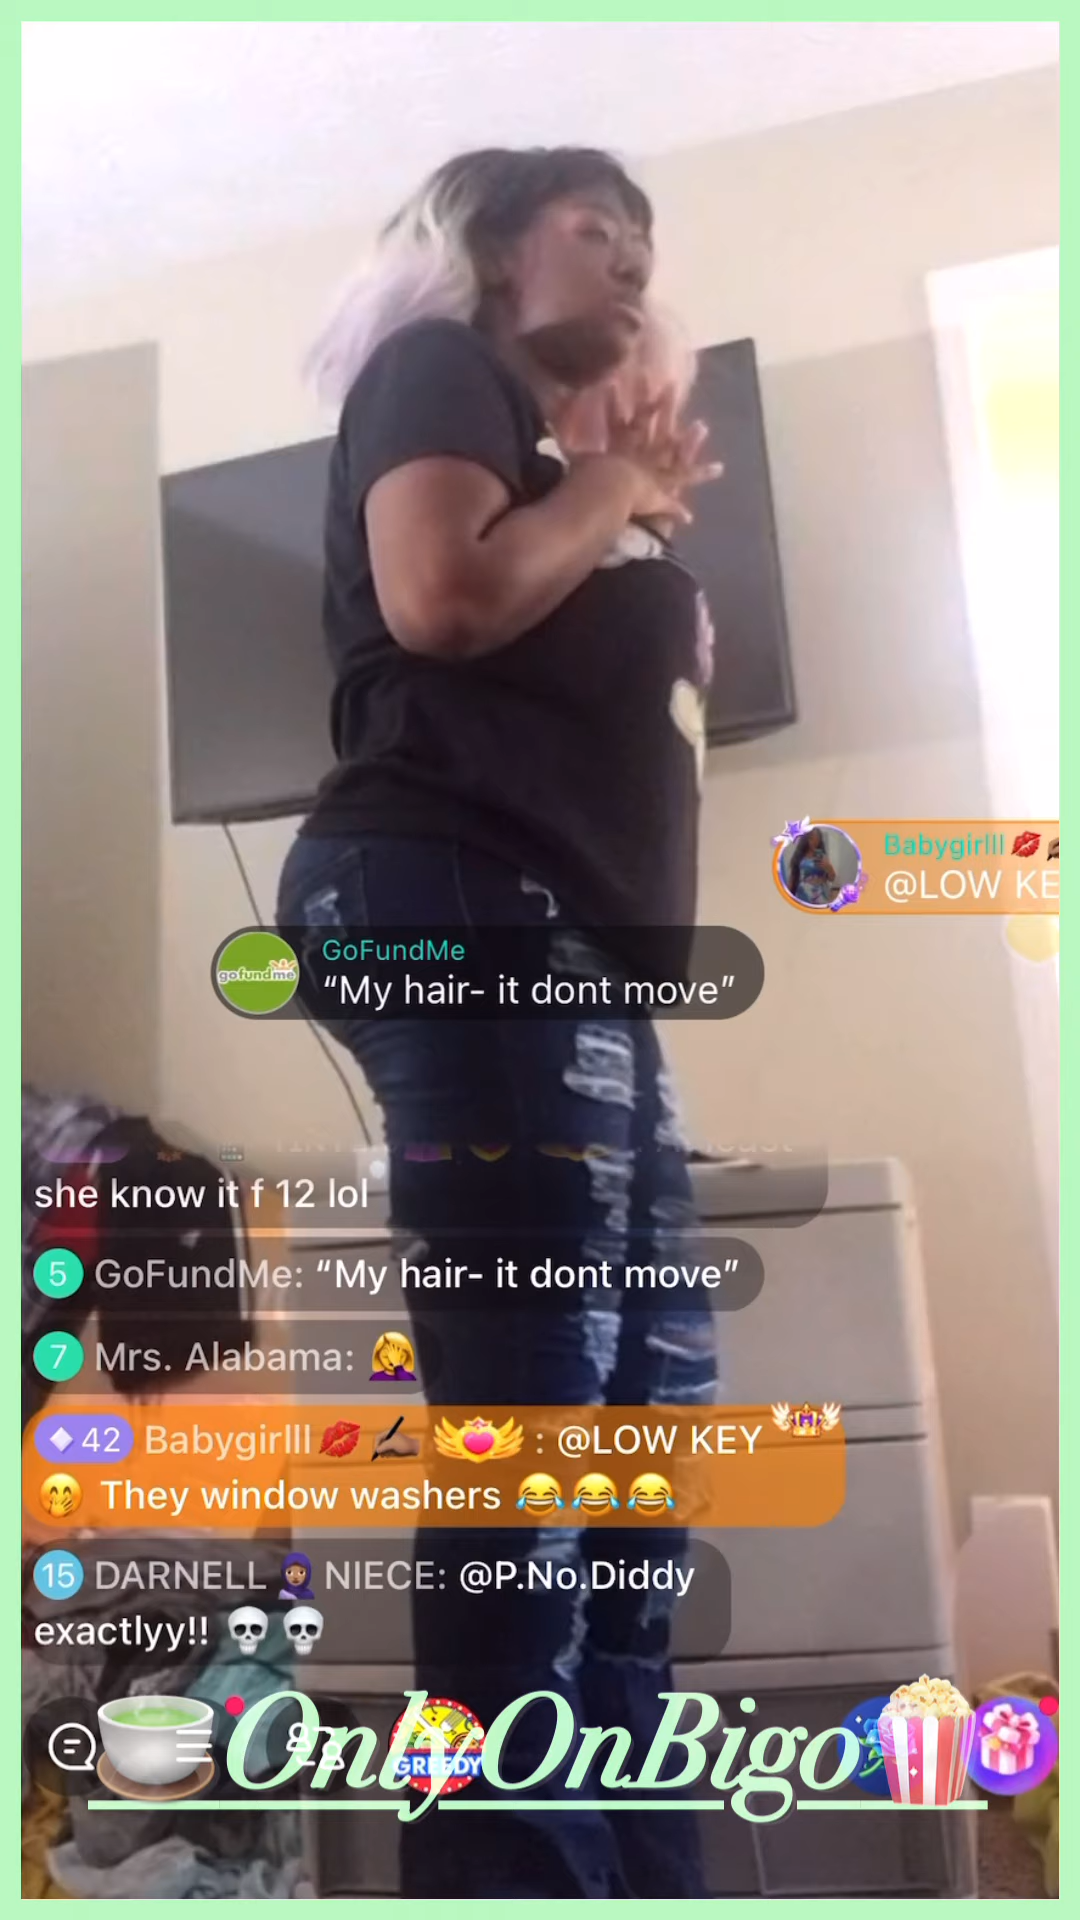 Babygirlll💋
@LOW KE
GoFundMe
gofundme
“My hair- it dont move”
she know it f 12 lol
5 GoFundMe: “My hair- it dont move”
7 Mrs. Alabama: 🤦‍♀️
42 Babygirlll💋✍🏽 : @LOW KEY
🤭 They window washers 😂😂😂
15 DARNELL🧕🏽NIECE: @P.No.Diddy
exactlyy!! 💀💀
GREEDY
OnlyOnBigo